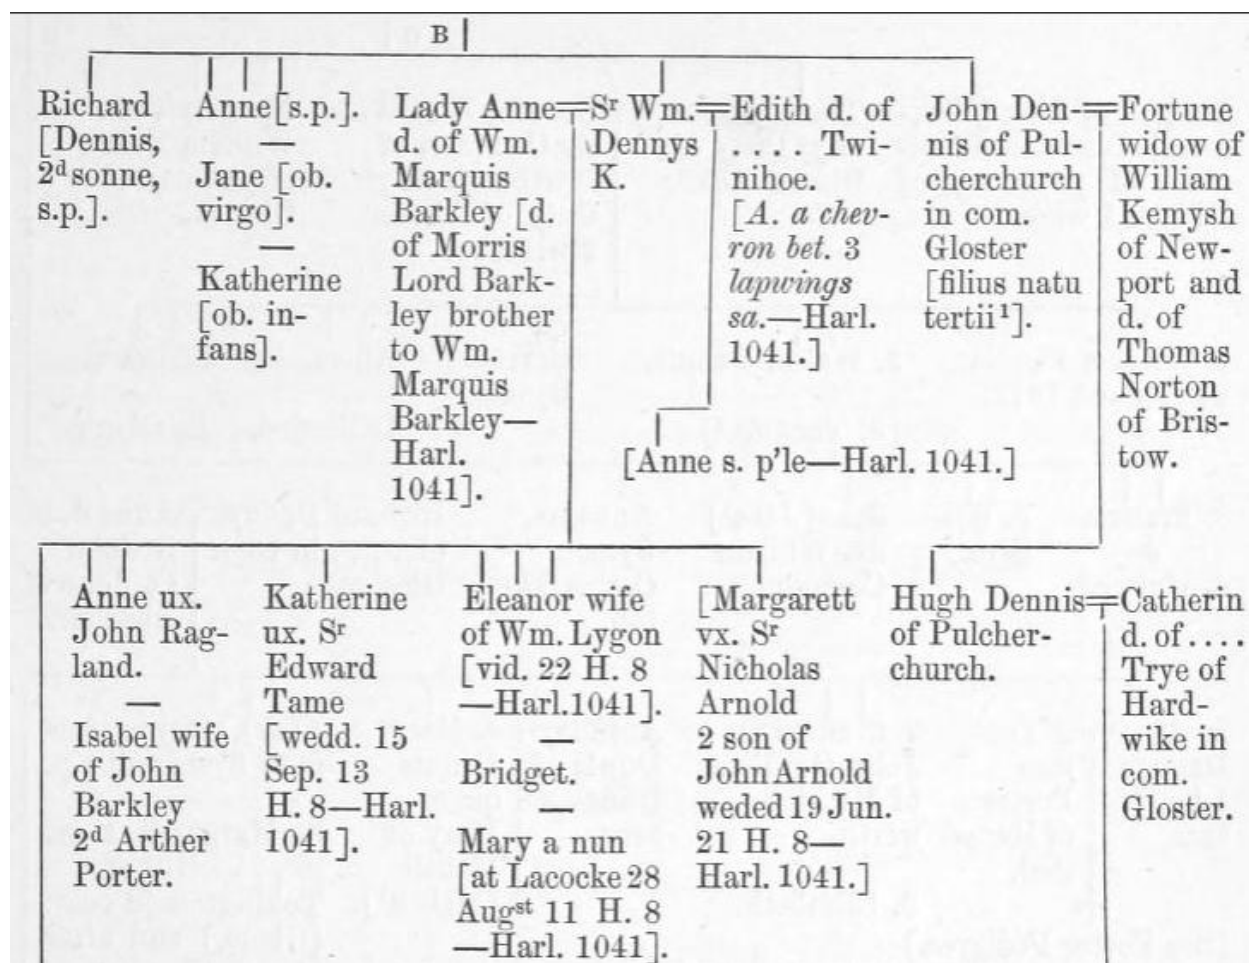 B
Richard
[Dennis,
2ᵈ sonne,
s.p.].
Anne [s.p.].
—
Jane [ob.
virgo].
—
Katherine
[ob. in-
fans].
Lady Anne
d. of Wm.
Marquis
Barkley [d.
of Morris
Lord Bark-
ley brother
to Wm.
Marquis
Barkley—
Harl.
1041].
Sʳ Wm.
Dennys
K.
Edith d. of
.... Twi-
nihoe.
[A. a chev-
ron bet. 3
lapwings
sa.—Harl.
1041.]
John Den-
nis of Pul-
cherchurch
in com.
Gloster
[filius natu
tertii¹].
Fortune
widow of
William
Kemysh
of New-
port and
d. of
Thomas
Norton
of Bris-
tow.
[Anne s. p'le—Harl. 1041.]
Anne ux.
John Rag-
land.
—
Isabel wife
of John
Barkley
2ᵈ Arther
Porter.
Katherine
ux. Sʳ
Edward
Tame
[wedd. 15
Sep. 13
H. 8—Harl.
1041].
Eleanor wife
of Wm. Lygon
[vid. 22 H. 8
—Harl. 1041].
—
Bridget.
—
Mary a nun
[at Lacocke 28
Augˢᵗ 11 H. 8
—Harl. 1041].
[Margarett
vx. Sʳ
Nicholas
Arnold
2 son of
John Arnold
weded 19 Jun.
21 H. 8—
Harl. 1041.]
Hugh Dennis
of Pulcher-
church.
Catherin
d. of ....
Trye of
Hard-
wike in
com.
Gloster.